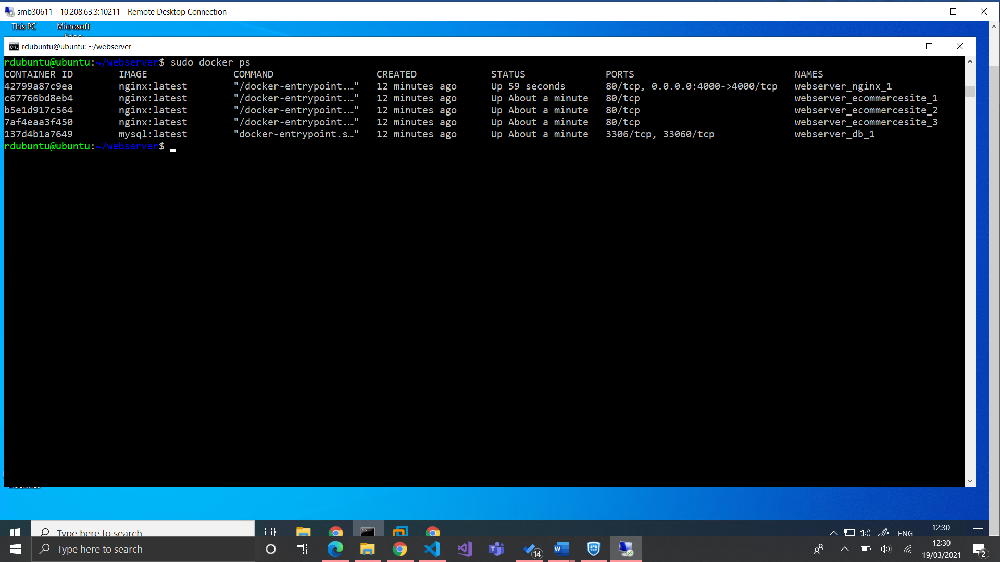 smb30611 - 10.208.63.3:10211 - Remote Desktop Connection
This PC Microsoft Edge
rdubuntu@ubuntu: ~/webserver
rdubuntu@ubuntu:~/webserver$ sudo docker ps
CONTAINER ID IMAGE COMMAND CREATED STATUS PORTS NAMES
42799a87c9ea nginx:latest "/docker-entrypoint.…" 12 minutes ago Up 59 seconds 80/tcp, 0.0.0.0:4000->4000/tcp webserver_nginx_1
c67766bd8eb4 nginx:latest "/docker-entrypoint.…" 12 minutes ago Up About a minute 80/tcp webserver_ecommercesite_1
b5e1d917c564 nginx:latest "/docker-entrypoint.…" 12 minutes ago Up About a minute 80/tcp webserver_ecommercesite_2
7af4eaa3f450 nginx:latest "/docker-entrypoint.…" 12 minutes ago Up About a minute 80/tcp webserver_ecommercesite_3
137d4b1a7649 mysql:latest "docker-entrypoint.s…" 12 minutes ago Up About a minute 3306/tcp, 33060/tcp webserver_db_1
rdubuntu@ubuntu:~/webserver$
Machines
Type here to search ENG 12:30
Type here to search 14 12:30
19/03/2021 2